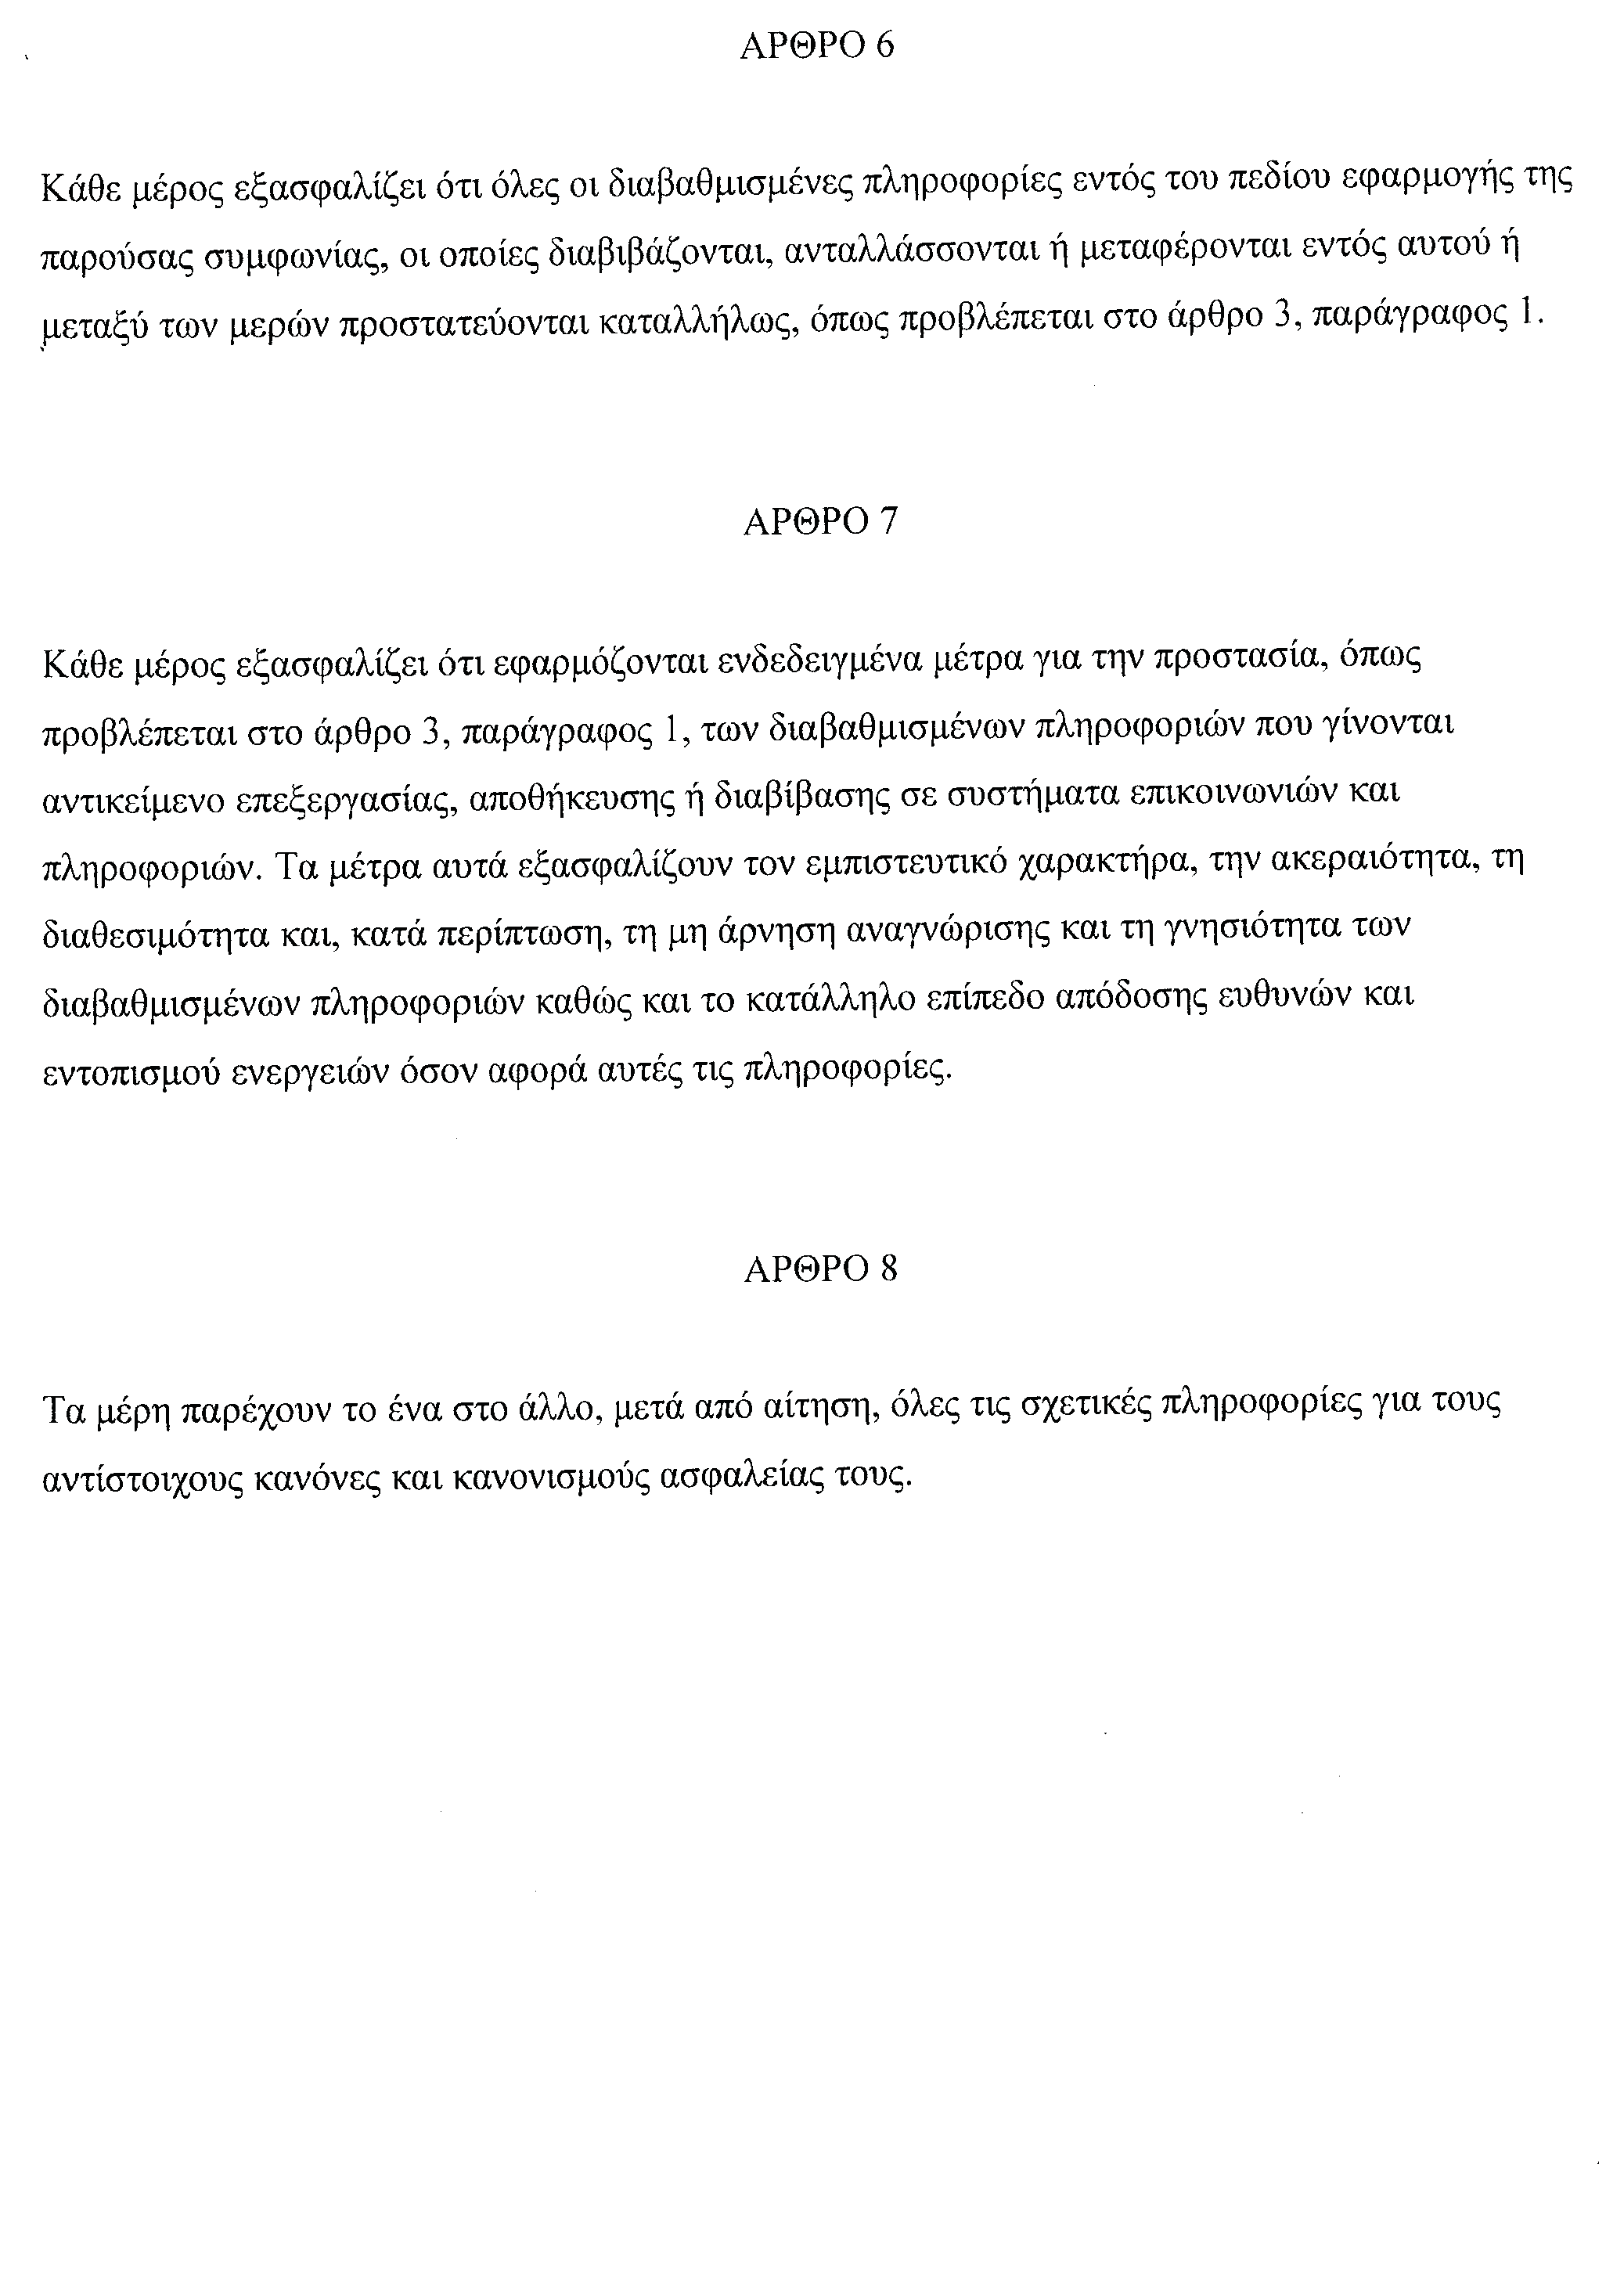 ΑΡΘΡΟ 6
Κάθε μέρος εξασφαλίζει ότι όλες οι διαβαθμισμένες πληροφορίες εντός του πεδίου εφαρμογής της
παρούσας συμφωνίας, οι οποίες διαβιβάζονται, ανταλλάσσονται ή μεταφέρονται εντός αυτού ή
μεταξύ των μερών προστατεύονται καταλλήλως, όπως προβλέπεται στο άρθρο 3, παράγραφος 1.
ΑΡΘΡΟ 7
Κάθε μέρος εξασφαλίζει ότι εφαρμόζονται ενδεδειγμένα μέτρα για την προστασία, όπως
προβλέπεται στο άρθρο 3, παράγραφος 1, των διαβαθμισμένων πληροφοριών που γίνονται
αντικείμενο επεξεργασίας, αποθήκευσης ή διαβίβασης σε συστήματα επικοινωνιών και
πληροφοριών. Τα μέτρα αυτά εξασφαλίζουν τον εμπιστευτικό χαρακτήρα, την ακεραιότητα, τη
διαθεσιμότητα και, κατά περίπτωση, τη μη άρνηση αναγνώρισης και τη γνησιότητα των
διαβαθμισμένων πληροφοριών καθώς και το κατάλληλο επίπεδο απόδοσης ευθυνών και
εντοπισμού ενεργειών όσον αφορά αυτές τις πληροφορίες.
ΑΡΘΡΟ 8
Τα μέρη παρέχουν το ένα στο άλλο, μετά από αίτηση, όλες τις σχετικές πληροφορίες για τους
αντίστοιχους κανόνες και κανονισμούς ασφαλείας τους.